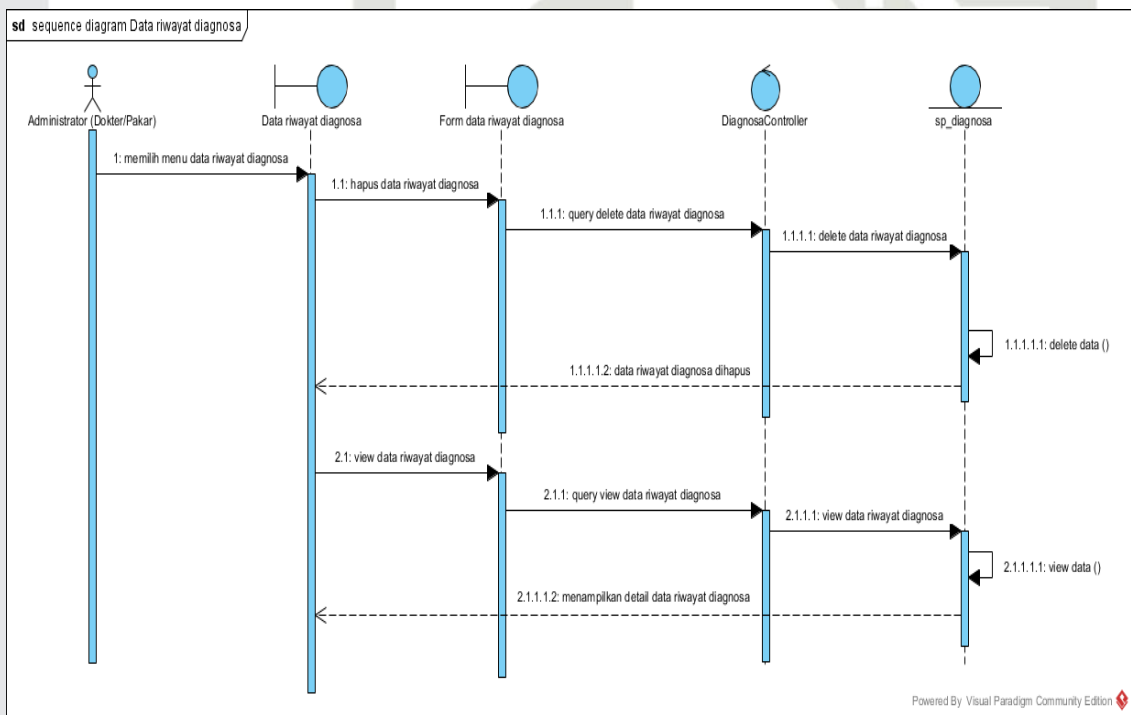 sd sequence diagram Data riwayat diagnosa
Administrator (Dokter/Pakar)
Data riwayat diagnosa
Form data riwayat diagnosa
DiagnosaController
sp_diagnosa
1: memilih menu data riwayat diagnosa
1.1: hapus data riwayat diagnosa
1.1.1: query delete data riwayat diagnosa
1.1.1.1: delete data riwayat diagnosa
1.1.1.1.1: delete data ()
1.1.1.1.2: data riwayat diagnosa dihapus
2.1: view data riwayat diagnosa
2.1.1: query view data riwayat diagnosa
2.1.1.1: view data riwayat diagnosa
2.1.1.1.1: view data ()
2.1.1.1.2: menampilkan detail data riwayat diagnosa
Powered By Visual Paradigm Community Edition